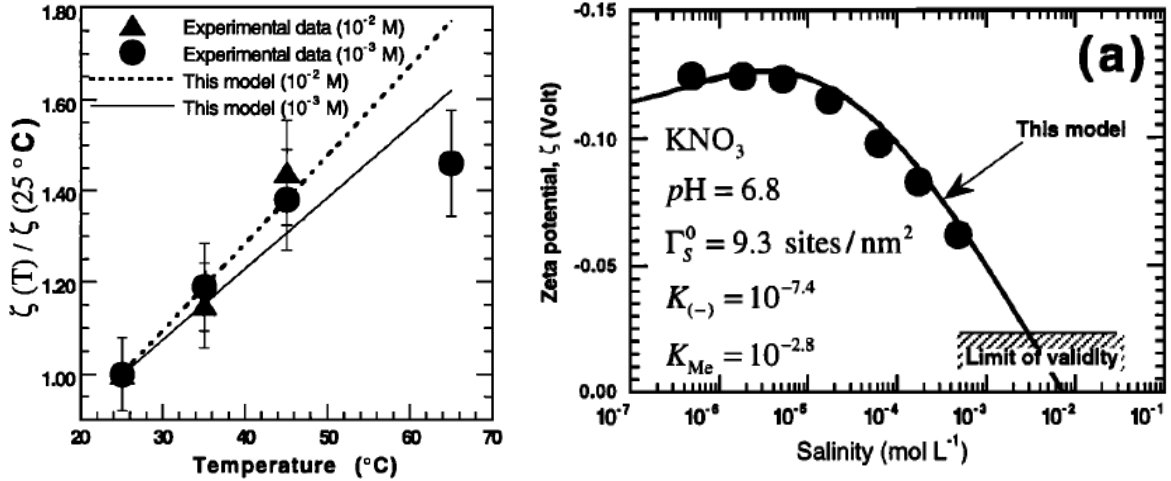 1.80
1.60
1.40
1.20
1.00
ζ(T) / ζ (25 °C)
Experimental data (10⁻² M)
Experimental data (10⁻³ M)
This model (10⁻² M)
This model (10⁻³ M)
20 30 40 50 60 70
Temperature (°C)
-0.15
-0.10
-0.05
0.00
Zeta potential, ζ (Volt)
(a)
This model
KNO₃
pH = 6.8
Γ_S^0 = 9.3 sites/nm²
K₍₋₎ = 10⁻⁷·⁴
K_Me = 10⁻²·⁸
Limit of validity
10⁻⁷ 10⁻⁶ 10⁻⁵ 10⁻⁴ 10⁻³ 10⁻² 10⁻¹
Salinity (mol L⁻¹)